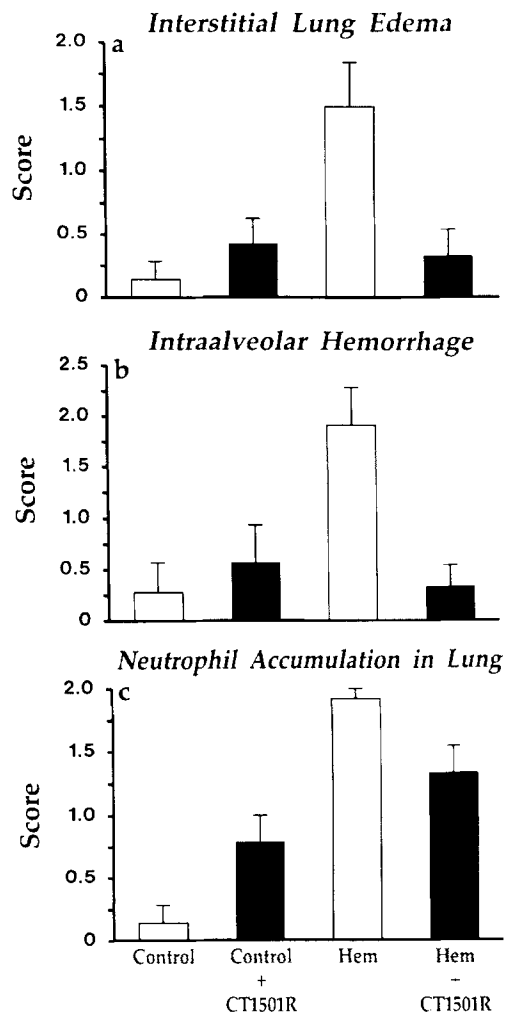 Interstitial Lung Edema
a
2.0
1.5
1.0
0.5
0
Score
Intraalveolar Hemorrhage
b
2.5
2.0
1.5
1.0
0.5
0
Score
Neutrophil Accumulation in Lung
c
2.0
1.5
1.0
0.5
0
Score
Control Control Hem Hem
+ –
CT1501R CT1501R